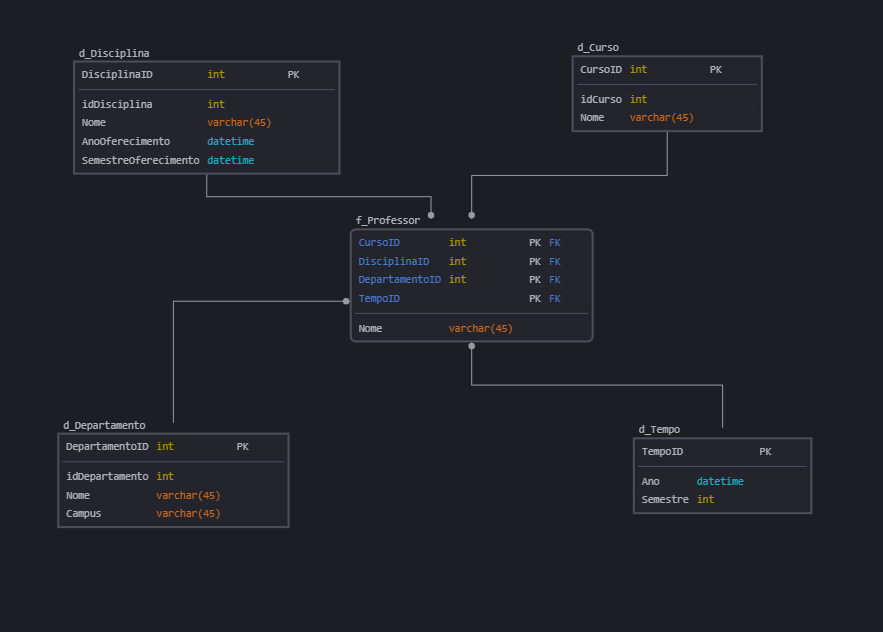 d_Disciplina
DisciplinaID int PK
idDisciplina int
Nome varchar(45)
AnoOferecimento datetime
SemestreOferecimento datetime
d_Curso
CursoID int PK
idCurso int
Nome varchar(45)
f_Professor
CursoID int PK FK
DisciplinaID int PK FK
DepartamentoID int PK FK
TempoID PK FK
Nome varchar(45)
d_Departamento
DepartamentoID int PK
idDepartamento int
Nome varchar(45)
Campus varchar(45)
d_Tempo
TempoID PK
Ano datetime
Semestre int